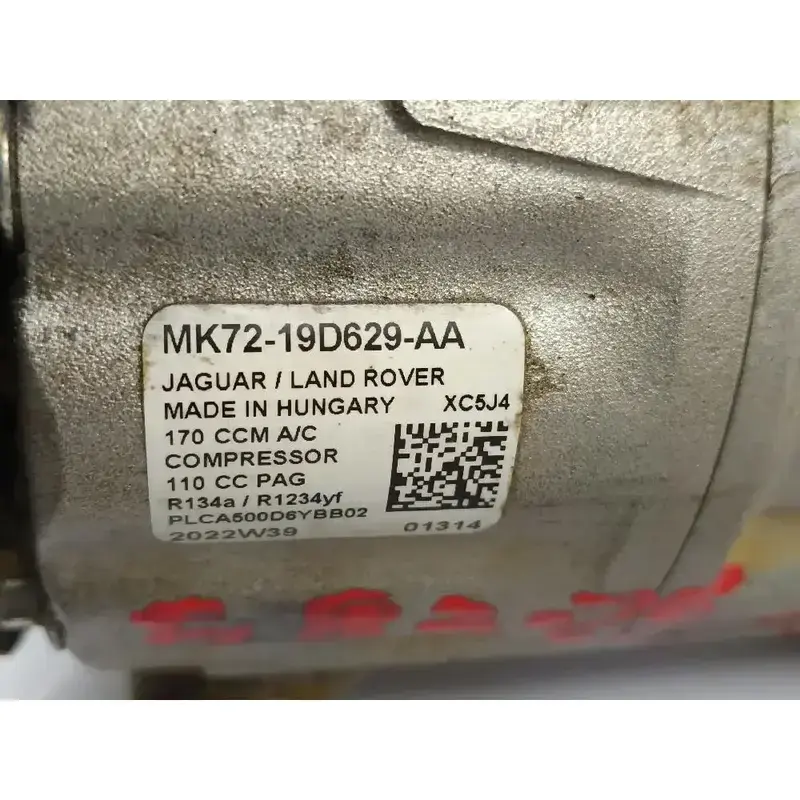 MK72-19D629-AA
JAGUAR / LAND ROVER
MADE IN HUNGARY XC5J4
170 CCM A/C
COMPRESSOR
110 CC PAG
R134a / R1234yf
PLCA500D6YBB02
2022W39 01314